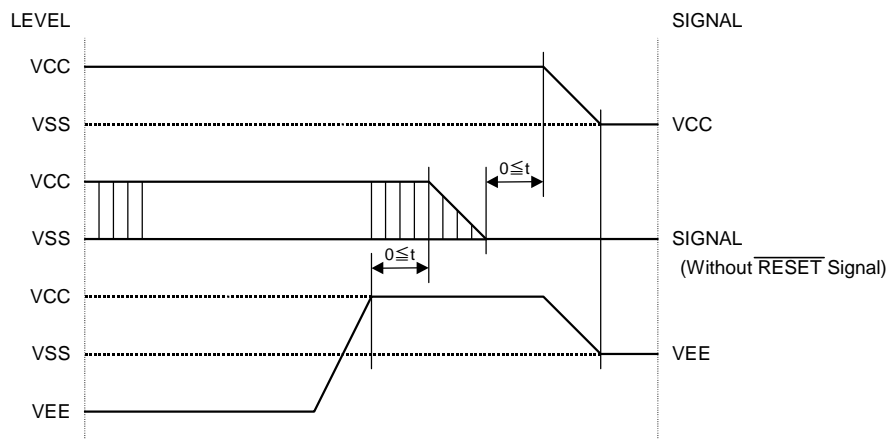 LEVEL SIGNAL
VCC
VSS VCC
0≦t
VCC
VSS SIGNAL
(Without RESET Signal)
0≦t
VCC
VSS VEE
VEE